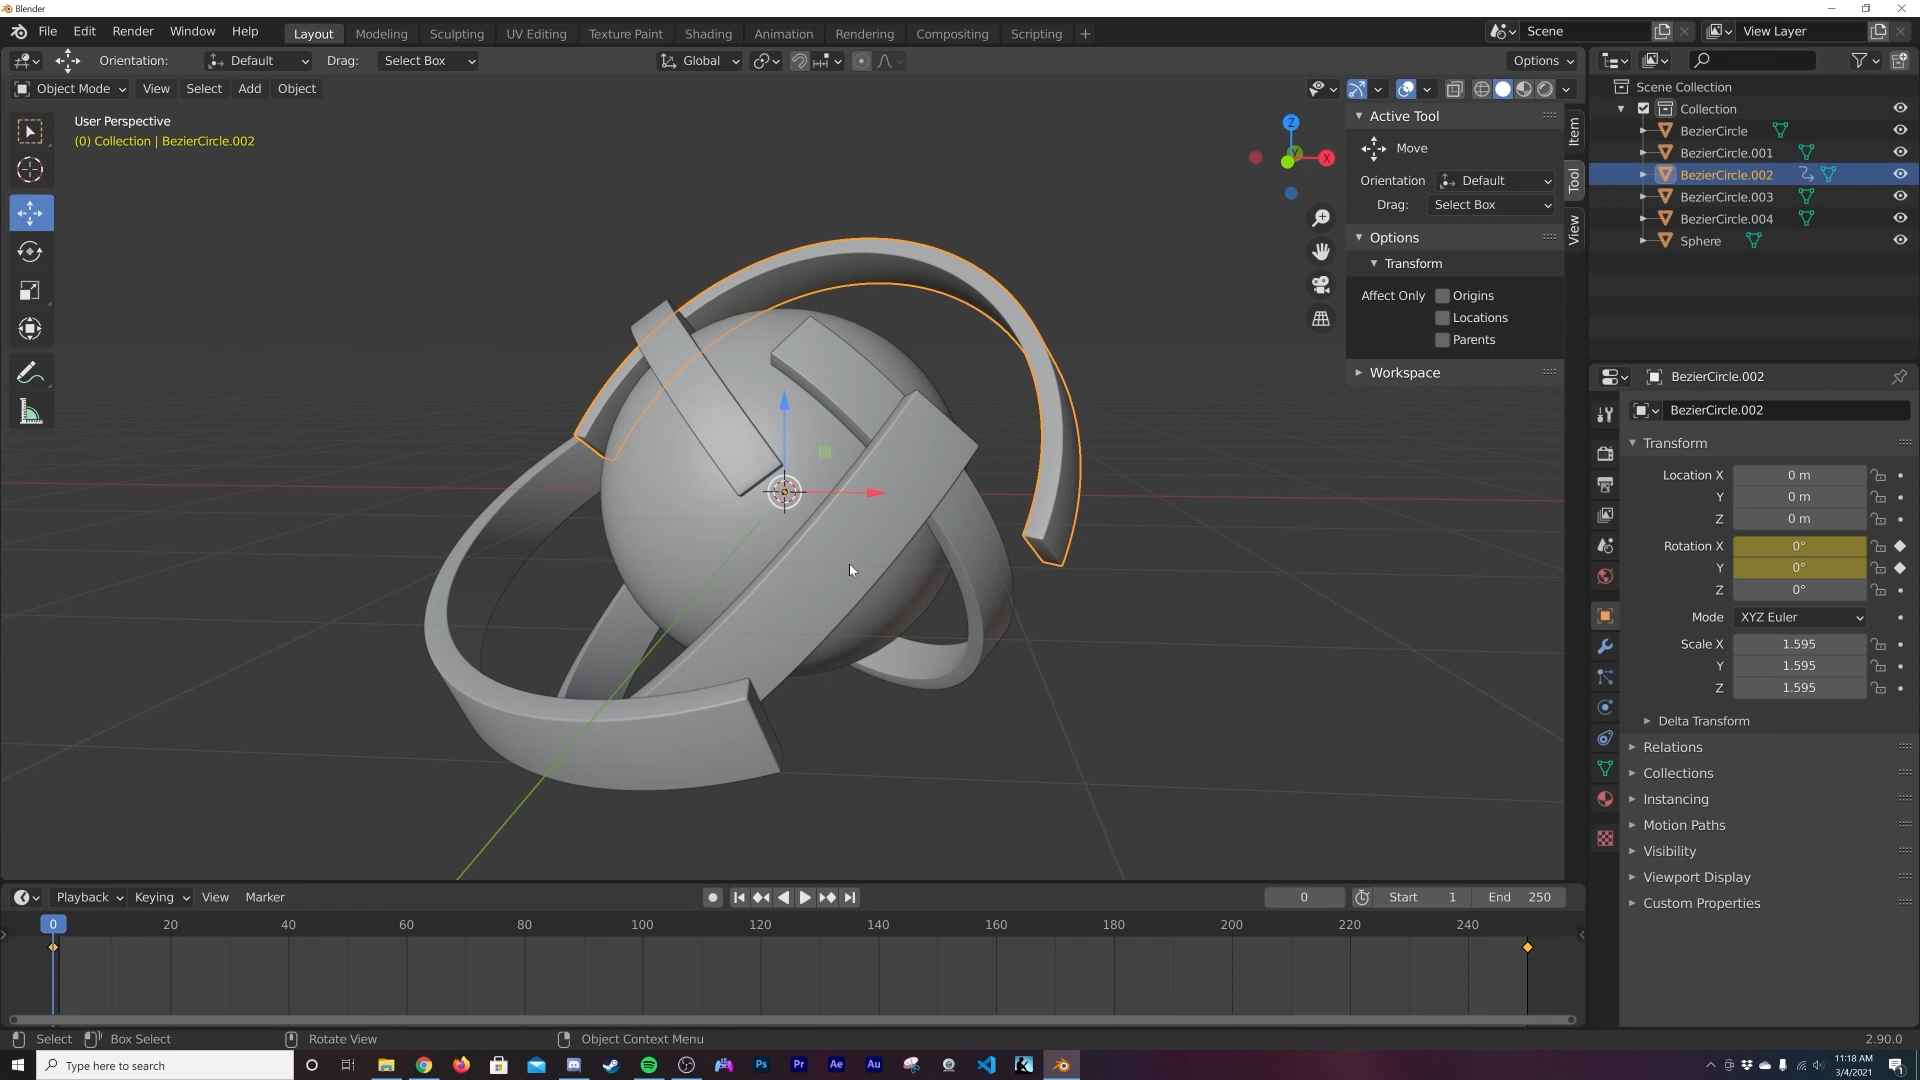 Blender
File Edit Render Window Help
Layout Modeling Sculpting UV Editing Texture Paint Shading Animation Rendering Compositing Scripting +
Scene
View Layer
Orientation: Default Drag: Select Box
Global
Options
Object Mode View Select Add Object
User Perspective
(0) Collection | BezierCircle.002
Z
Y
X
Active Tool
Move
Orientation Default
Drag: Select Box
Options
Transform
Affect Only Origins
Locations
Parents
Workspace
Item
Tool
View
Scene Collection
Collection
BezierCircle
BezierCircle.001
BezierCircle.002
BezierCircle.003
BezierCircle.004
Sphere
BezierCircle.002
BezierCircle.002
Transform
Location X 0 m
Y 0 m
Z 0 m
Rotation X 0°
Y 0°
Z 0°
Mode XYZ Euler
Scale X 1.595
Y 1.595
Z 1.595
Delta Transform
Relations
Collections
Instancing
Motion Paths
Visibility
Viewport Display
Custom Properties
Playback Keying View Marker
0 Start 1 End 250
0 20 40 60 80 100 120 140 160 180 200 220 240
Select Box Select Rotate View Object Context Menu
2.90.0
Type here to search
Ps Pr Ae Au
K
11:18 AM
3/4/2021
1